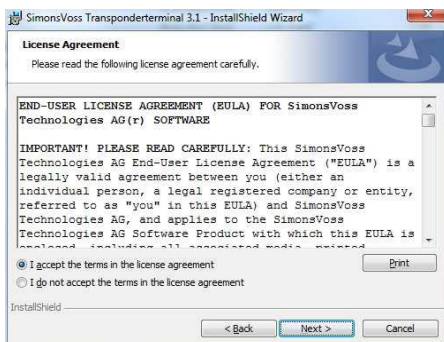 SimonsVoss Transponderterminal 3.1 - InstallShield Wizard
License Agreement
Please read the following license agreement carefully.
END-USER LICENSE AGREEMENT (EULA) FOR SimonsVoss
Technologies AG(r) SOFTWARE
IMPORTANT! PLEASE READ CAREFULLY: This SimonsVoss
Technologies AG End-User License Agreement ("EULA") is a
legally valid agreement between you (either an
individual person, a legal registered company or entity,
referred to as "you" in this EULA) and SimonsVoss
Technologies AG, and applies to the SimonsVoss
Technologies AG Software Product with which this EULA is
I accept the terms in the license agreement
Print
I do not accept the terms in the license agreement
InstallShield
< Back
Next >
Cancel